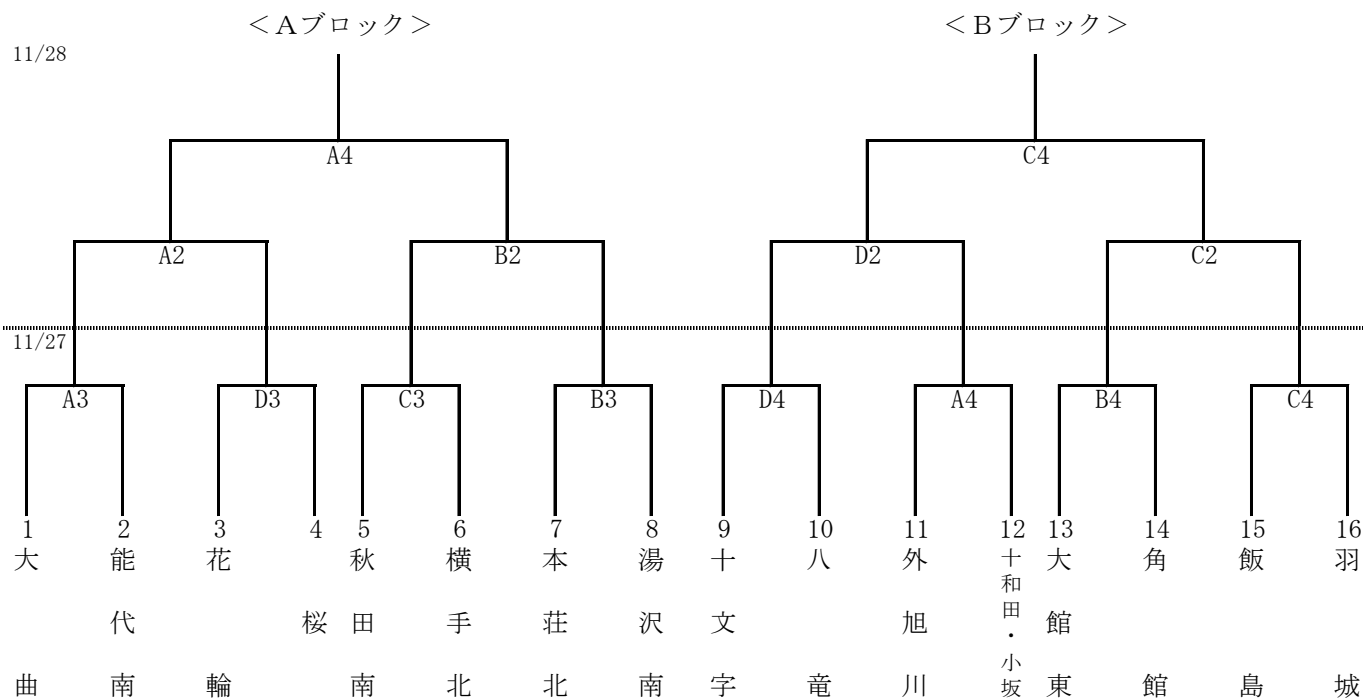 ＜Aブロック＞ ＜Bブロック＞
11/28
A4 C4
A2 B2 D2 C2
11/27
A3 D3 C3 B3 D4 A4 B4 C4
1 2 3 4 5 6 7 8 9 10 11 12 13 14 15 16
大曲
能代南
花輪
桜
秋田南
横手北
本荘北
湯沢南
十文字
八竜
外旭川
十和田・小坂
大館東
角館
飯島
羽城